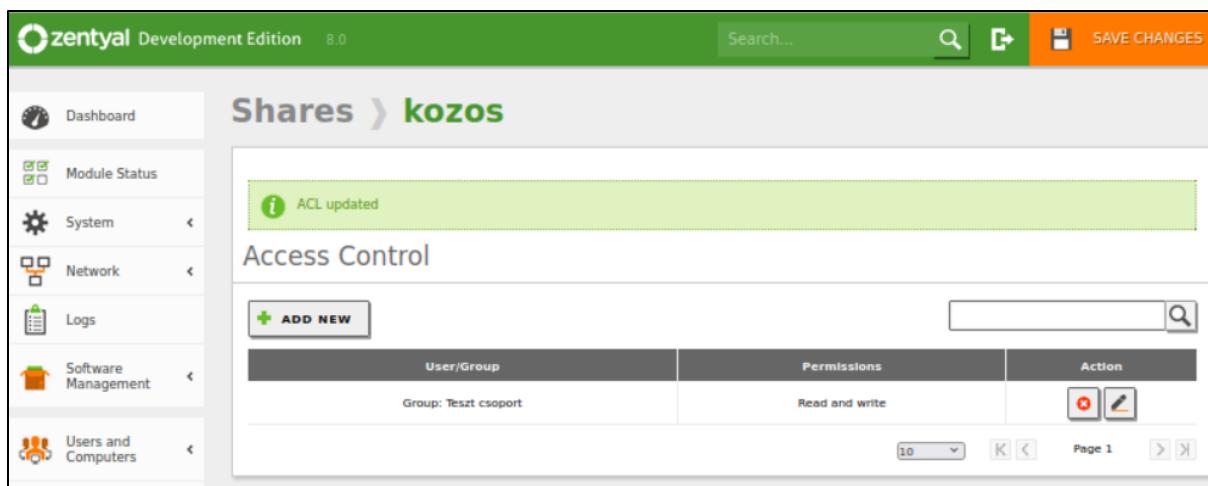 zentyal Development Edition 8.0
Search...
SAVE CHANGES
Dashboard
Module Status
System
Network
Logs
Software
Management
Users and
Computers
Shares ❭ kozos
ACL updated
Access Control
ADD NEW
User/Group Permissions Action
Group: Teszt csoport Read and write
10 Page 1